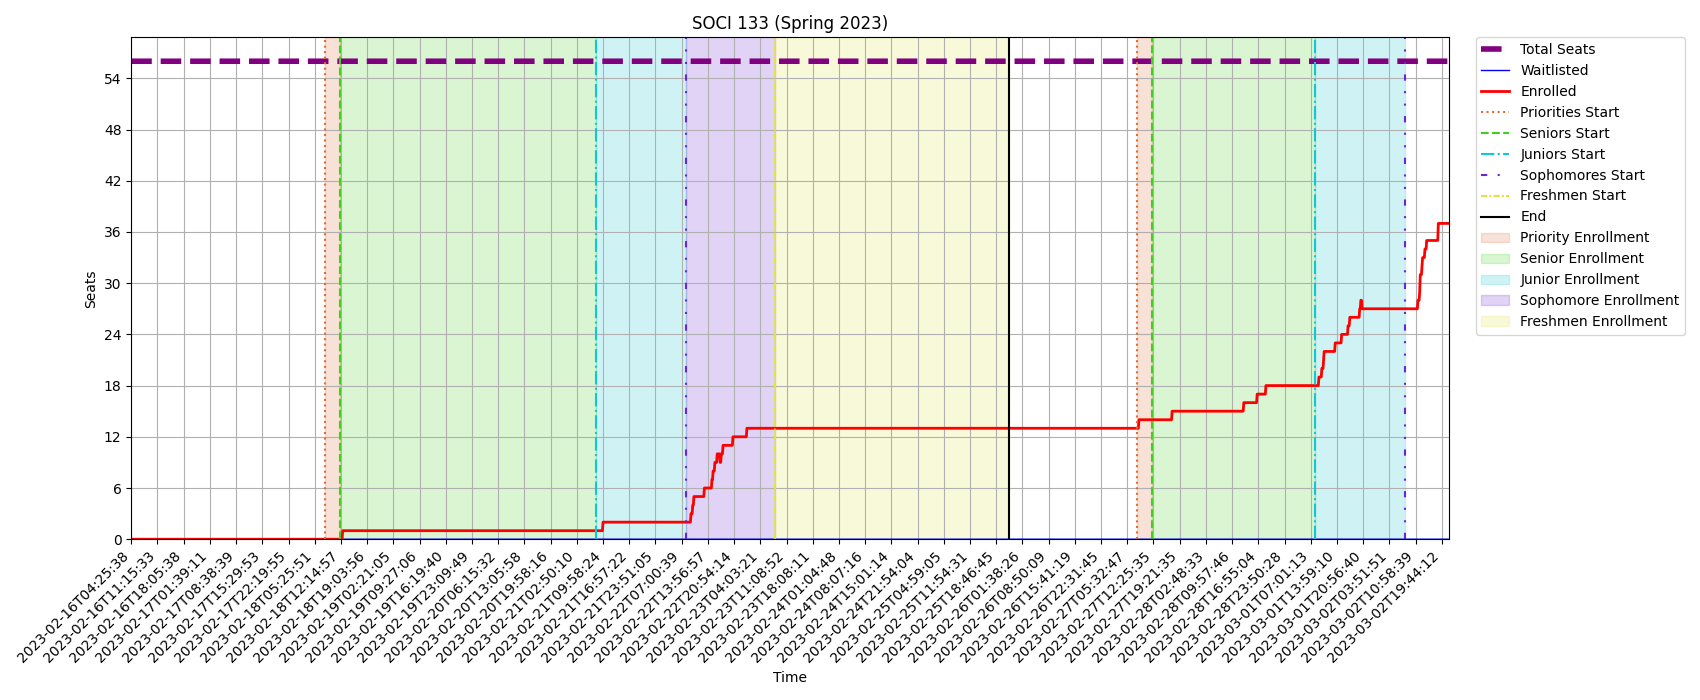 SOCI 133 (Spring 2023)
Total Seats
Waitlisted
Enrolled
Priorities Start
Seniors Start
Juniors Start
Sophomores Start
Freshmen Start
End
Priority Enrollment
Senior Enrollment
Junior Enrollment
Sophomore Enrollment
Freshmen Enrollment
Seats
54
48
42
36
30
24
18
12
6
0
2023-02-16T04:25:38
2023-02-16T11:15:33
2023-02-16T18:05:38
2023-02-17T01:39:11
2023-02-17T08:38:39
2023-02-17T15:29:53
2023-02-17T22:19:55
2023-02-18T05:25:51
2023-02-18T12:14:57
2023-02-18T19:03:56
2023-02-19T02:21:05
2023-02-19T09:27:06
2023-02-19T16:19:40
2023-02-19T23:09:49
2023-02-20T06:15:32
2023-02-20T13:05:58
2023-02-20T19:58:16
2023-02-21T02:50:10
2023-02-21T09:58:24
2023-02-21T16:57:22
2023-02-21T23:51:05
2023-02-22T07:00:39
2023-02-22T13:56:57
2023-02-22T20:54:14
2023-02-23T04:03:21
2023-02-23T11:08:52
2023-02-23T18:08:11
2023-02-24T01:04:48
2023-02-24T08:07:16
2023-02-24T15:01:14
2023-02-24T21:54:04
2023-02-25T04:59:05
2023-02-25T11:54:31
2023-02-25T18:46:45
2023-02-26T01:38:26
2023-02-26T08:50:09
2023-02-26T15:41:19
2023-02-26T22:31:45
2023-02-27T05:32:47
2023-02-27T12:25:35
2023-02-27T19:21:35
2023-02-28T02:48:33
2023-02-28T09:57:46
2023-02-28T16:55:04
2023-02-28T23:50:28
2023-03-01T07:01:13
2023-03-01T13:59:10
2023-03-01T20:56:40
2023-03-02T03:51:51
2023-03-02T10:58:39
2023-03-02T19:44:12
Time